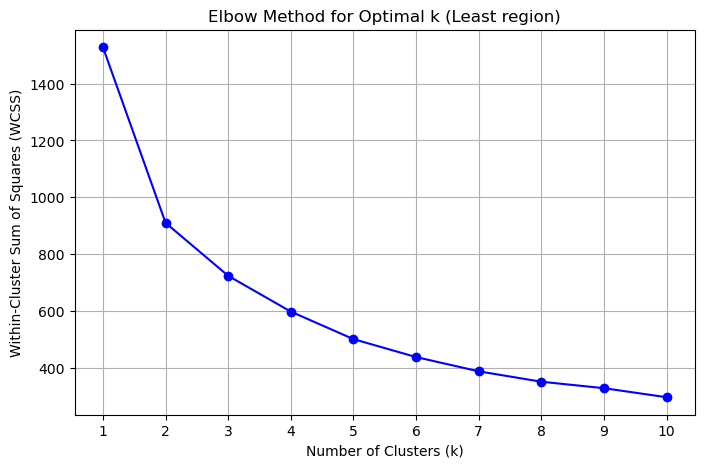 Elbow Method for Optimal k (Least region)
Within-Cluster Sum of Squares (WCSS)
1400
1200
1000
800
600
400
1 2 3 4 5 6 7 8 9 10
Number of Clusters (k)